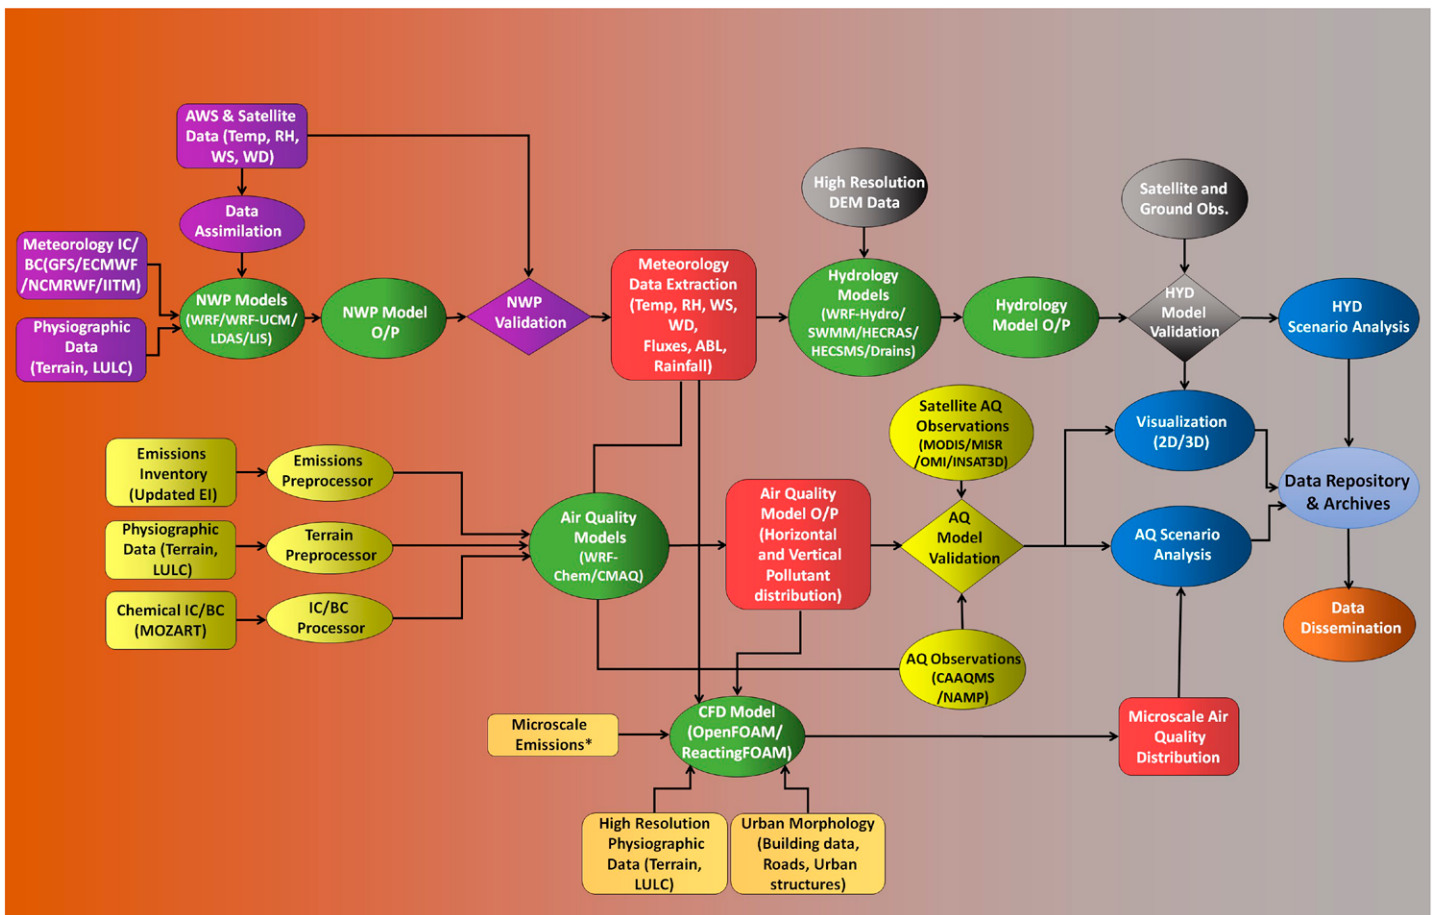 AWS & Satellite
Data (Temp, RH,
WS, WD)
Data
Assimilation
Meteorology IC/
BC(GFS/ECMWF
/NCMRWF/IITM)
Physiographic
Data
(Terrain, LULC)
NWP Models
(WRF/WRF-UCM/
LDAS/LIS)
NWP Model
O/P
NWP
Validation
Meteorology
Data Extraction
(Temp, RH, WS,
WD,
Fluxes, ABL,
Rainfall)
High Resolution
DEM Data
Hydrology
Models
(WRF-Hydro/
SWMM/HECRAS/
HECSMS/Drains)
Hydrology
Model O/P
Satellite and
Ground Obs.
HYD
Model
Validation
HYD
Scenario Analysis
Emissions
Inventory
(Updated EI)
Emissions
Preprocessor
Physiographic
Data (Terrain,
LULC)
Terrain
Preprocessor
Chemical IC/BC
(MOZART)
IC/BC
Processor
Air Quality
Models
(WRF-
Chem/CMAQ)
Air Quality
Model O/P
(Horizontal
and Vertical
Pollutant
distribution)
Satellite AQ
Observations
(MODIS/MISR
/OMI/INSAT3D)
AQ
Model
Validation
AQ Observations
(CAAQMS
/NAMP)
Visualization
(2D/3D)
AQ Scenario
Analysis
Data Repository
& Archives
Data
Dissemination
Microscale
Emissions*
CFD Model
(OpenFOAM/
ReactingFOAM)
Microscale Air
Quality
Distribution
High Resolution
Physiographic
Data (Terrain,
LULC)
Urban Morphology
(Building data,
Roads, Urban
structures)